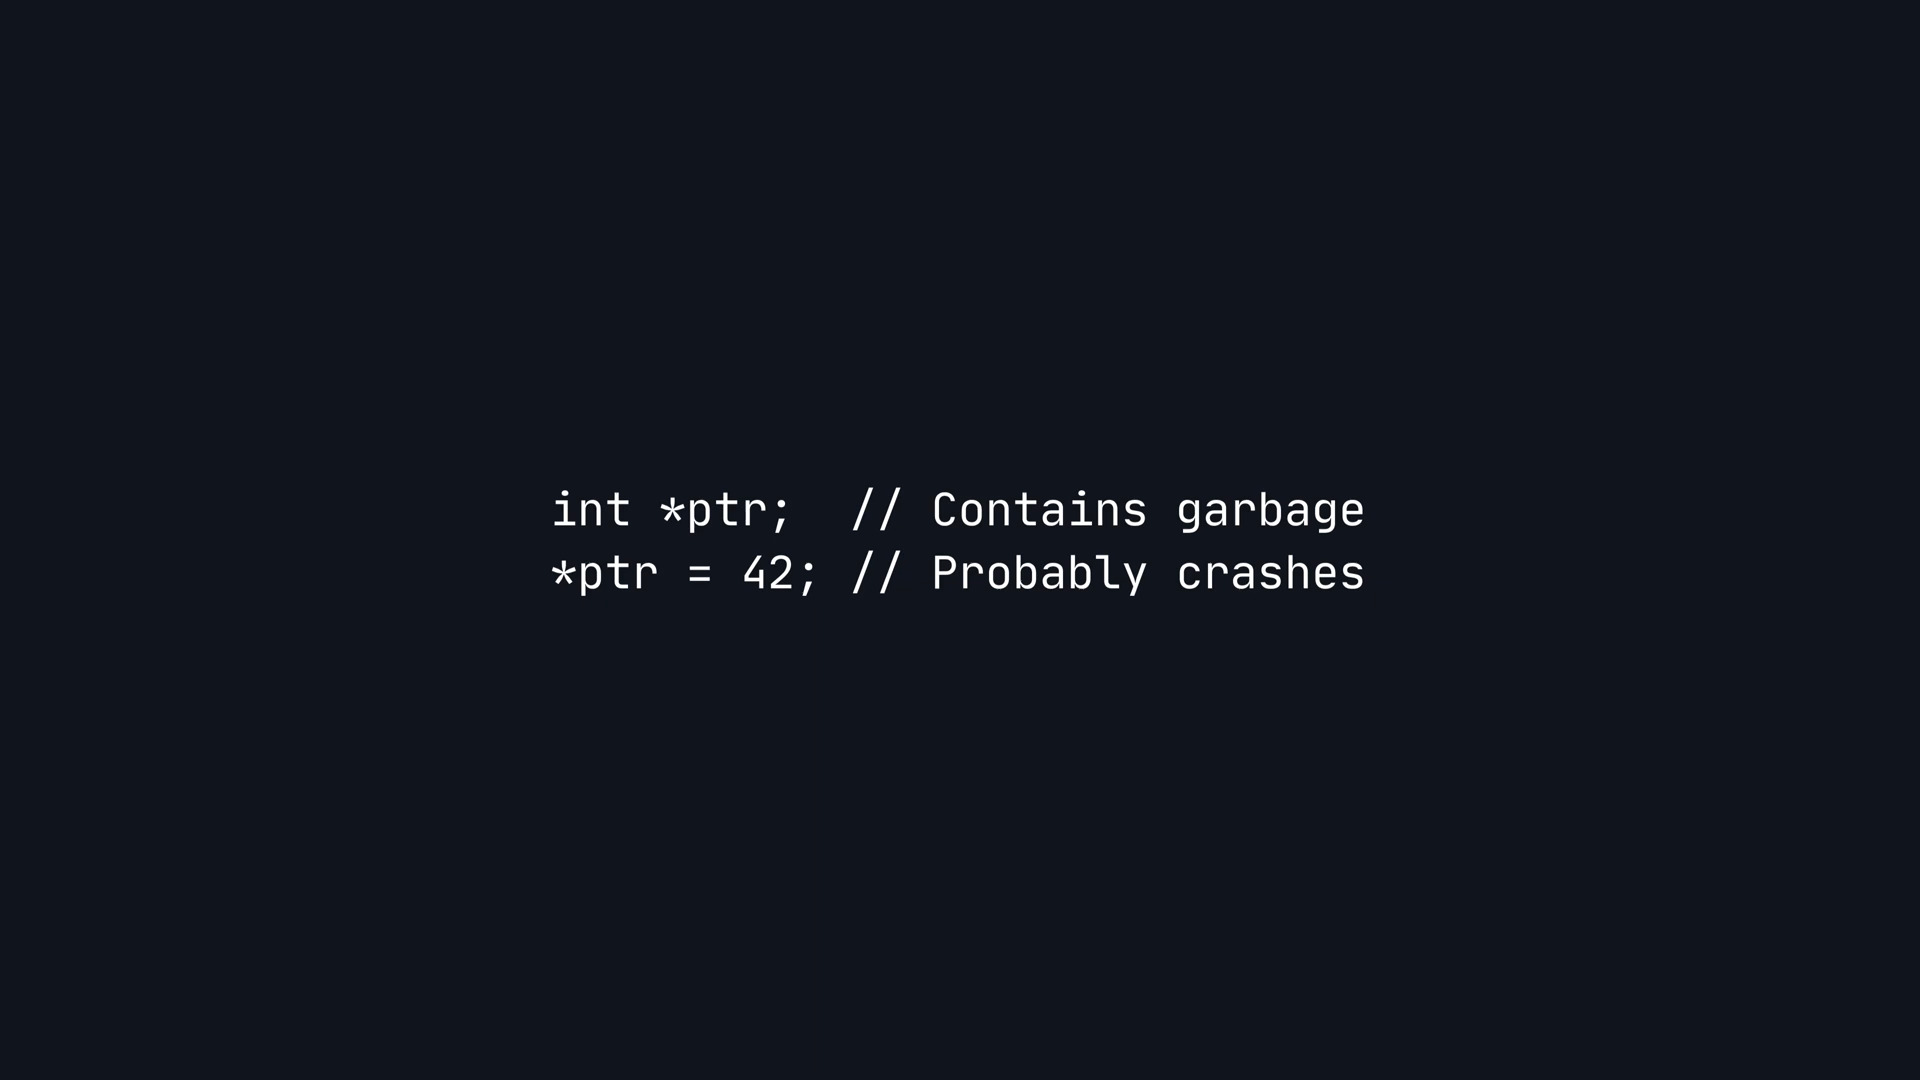 int *ptr;  // Contains garbage
*ptr = 42; // Probably crashes